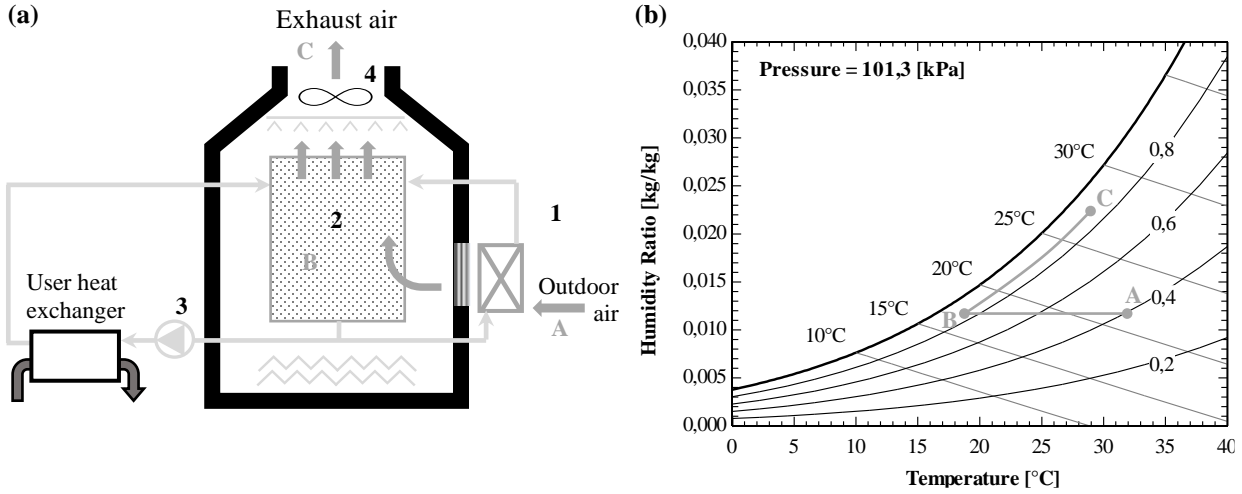 (a)
Exhaust air
C
4
1
2
B
User heat
exchanger
3
Outdoor
air
A
(b)
0,040
0,035
0,030
0,025
0,020
0,015
0,010
0,005
0,000
Humidity Ratio [kg/kg]
Pressure = 101,3 [kPa]
30°C
25°C
20°C
15°C
10°C
0,8
0,6
0,4
0,2
C
A
B
0 5 10 15 20 25 30 35 40
Temperature [°C]